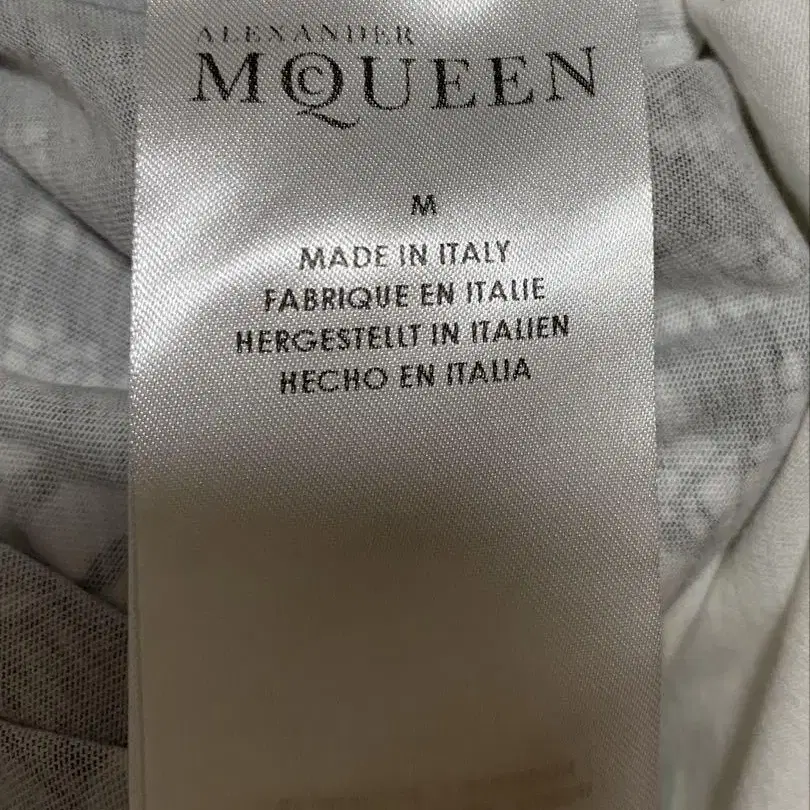 ALEXANDER
MCQUEEN
M
MADE IN ITALY
FABRIQUE EN ITALIE
HERGESTELLT IN ITALIEN
HECHO EN ITALIA